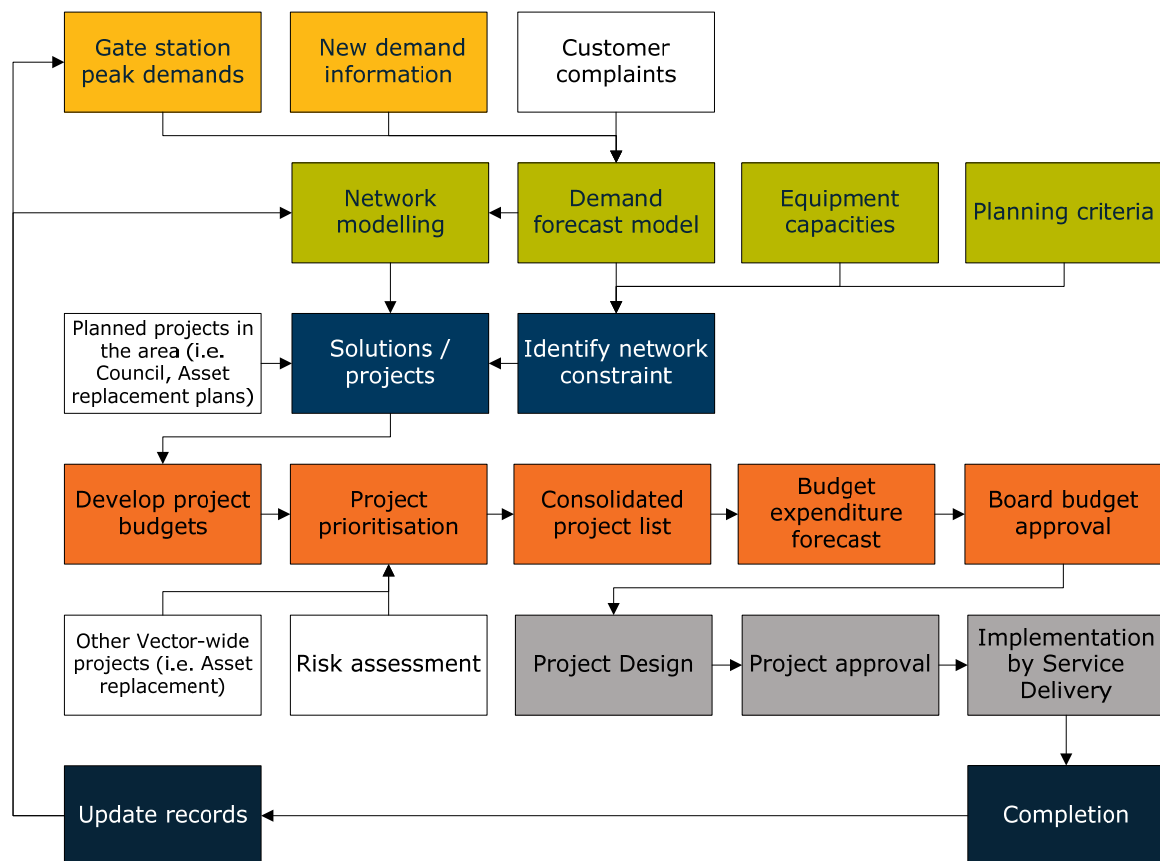 Gate station
peak demands
New demand
information
Customer
complaints
Network
modelling
Demand
forecast model
Equipment
capacities
Planning criteria
Planned projects in
the area (i.e.
Council, Asset
replacement plans)
Solutions /
projects
Identify network
constraint
Develop project
budgets
Project
prioritisation
Consolidated
project list
Budget
expenditure
forecast
Board budget
approval
Other Vector-wide
projects (i.e. Asset
replacement)
Risk assessment
Project Design
Project approval
Implementation
by Service
Delivery
Update records
Completion